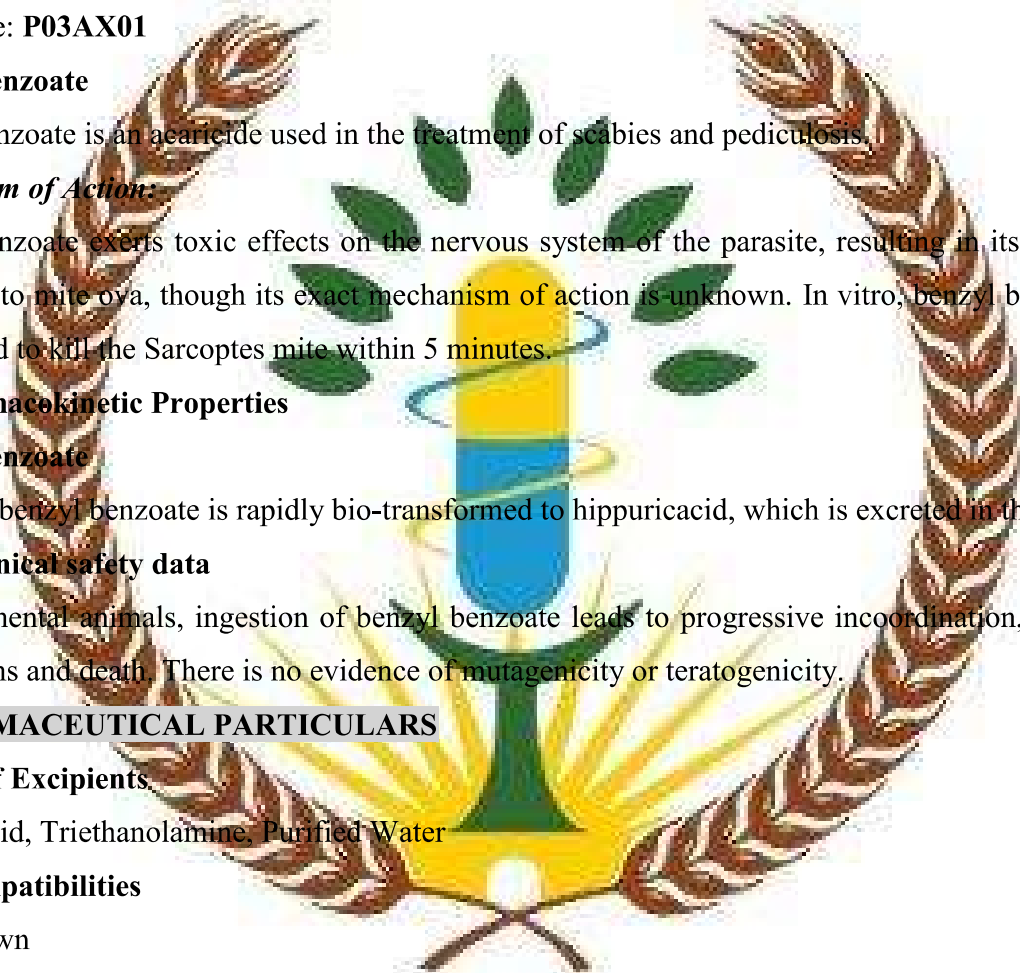 e: P03AX01
enzoate
nzoate is an acaricide used in the treatment of scabies and pediculosis.
m of Action:
nzoate exerts toxic effects on the nervous system of the parasite, resulting in its
to mite ova, though its exact mechanism of action is unknown. In vitro, benzyl b
d to kill the Sarcoptes mite within 5 minutes.
nacokinetic Properties
enzoate
benzyl benzoate is rapidly bio-transformed to hippuricacid, which is excreted in th
nical safety data
mental animals, ingestion of benzyl benzoate leads to progressive incoordination,
ns and death. There is no evidence of mutagenicity or teratogenicity.
MACEUTICAL PARTICULARS
f Excipients
id, Triethanolamine, Purified Water
patibilities
wn